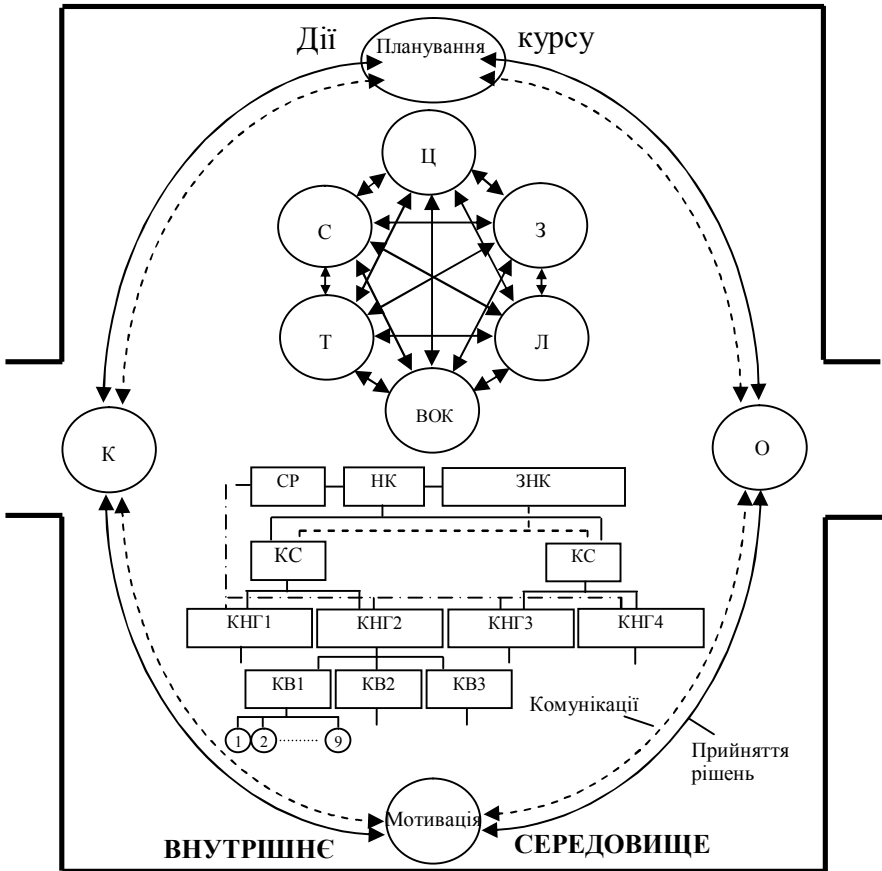 Дії Планування курсу
Ц
С З
Т Л
ВОК
К О
СР НК ЗНК
КС КС
КНГ1 КНГ2 КНГ3 КНГ4
КВ1 КВ2 КВ3
1 2 .......... 9
Комунікації
Прийняття
рішень
Мотивація
ВНУТРІШНЄ СЕРЕДОВИЩЕ